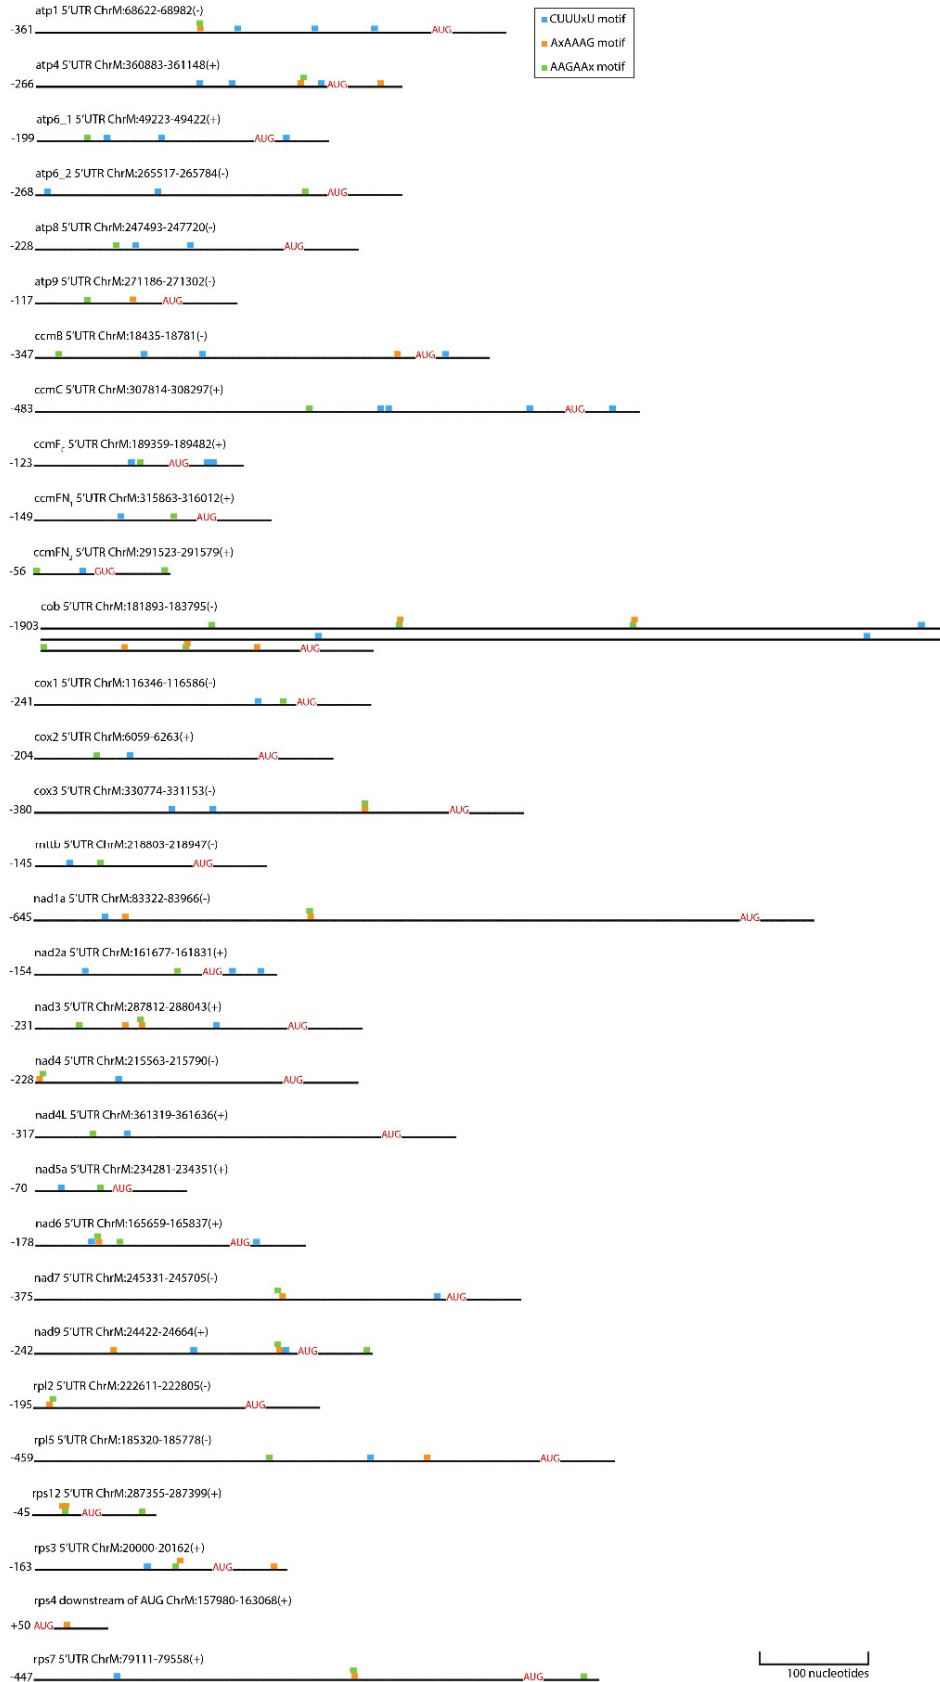 atp1 5'UTR ChrM:68622-68982(-)
-361 AUG
CUUUxU motif
AxAAAG motif
AAGAAx motif
atp4 5'UTR ChrM:360883-361148(+)
-266 AUG
atp6_1 5'UTR ChrM:49223-49422(+)
-199 AUG
atp6_2 5'UTR ChrM:265517-265784(-)
-268 AUG
atp8 5'UTR ChrM:247493-247720(-)
-228 AUG
atp9 5'UTR ChrM:271186-271302(-)
-117 AUG
ccmB 5'UTR ChrM:18435-18781(-)
-347 AUG
ccmC 5'UTR ChrM:307814-308297(+)
-483 AUG
ccmFc 5'UTR ChrM:189359-189482(+)
-123 AUG
ccmFN1 5'UTR ChrM:315863-316012(+)
-149 AUG
ccmFN2 5'UTR ChrM:291523-291579(+)
-56 GUG
cob 5'UTR ChrM:181893-183795(-)
-1903
AUG
cox1 5'UTR ChrM:116346-116586(-)
-241 AUG
cox2 5'UTR ChrM:6059-6263(+)
-204 AUG
cox3 5'UTR ChrM:330774-331153(-)
-380 AUG
mttb 5'UTR ChrM:218803-218947(-)
-145 AUG
nad1a 5'UTR ChrM:83322-83966(-)
-645 AUG
nad2a 5'UTR ChrM:161677-161831(+)
-154 AUG
nad3 5'UTR ChrM:287812-288043(+)
-231 AUG
nad4 5'UTR ChrM:215563-215790(-)
-228 AUG
nad4L 5'UTR ChrM:361319-361636(+)
-317 AUG
nad5a 5'UTR ChrM:234281-234351(+)
-70 AUG
nad6 5'UTR ChrM:165659-165837(+)
-178 AUG
nad7 5'UTR ChrM:245331-245705(-)
-375 AUG
nad9 5'UTR ChrM:24422-24664(+)
-242 AUG
rpl2 5'UTR ChrM:222611-222805(-)
-195 AUG
rpl5 5'UTR ChrM:185320-185778(-)
-459 AUG
rps12 5'UTR ChrM:287355-287399(+)
-45 AUG
rps3 5'UTR ChrM:20000-20162(+)
-163 AUG
rps4 downstream of AUG ChrM:157980-163068(+)
+50 AUG
rps7 5'UTR ChrM:79111-79558(+)
-447 AUG
100 nucleotides